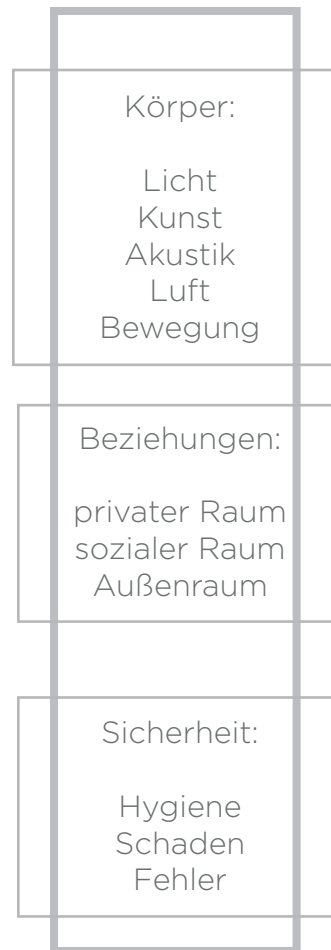 Körper:
Licht
Kunst
Akustik
Luft
Bewegung
Beziehungen:
privater Raum
sozialer Raum
Außenraum
Sicherheit:
Hygiene
Schaden
Fehler